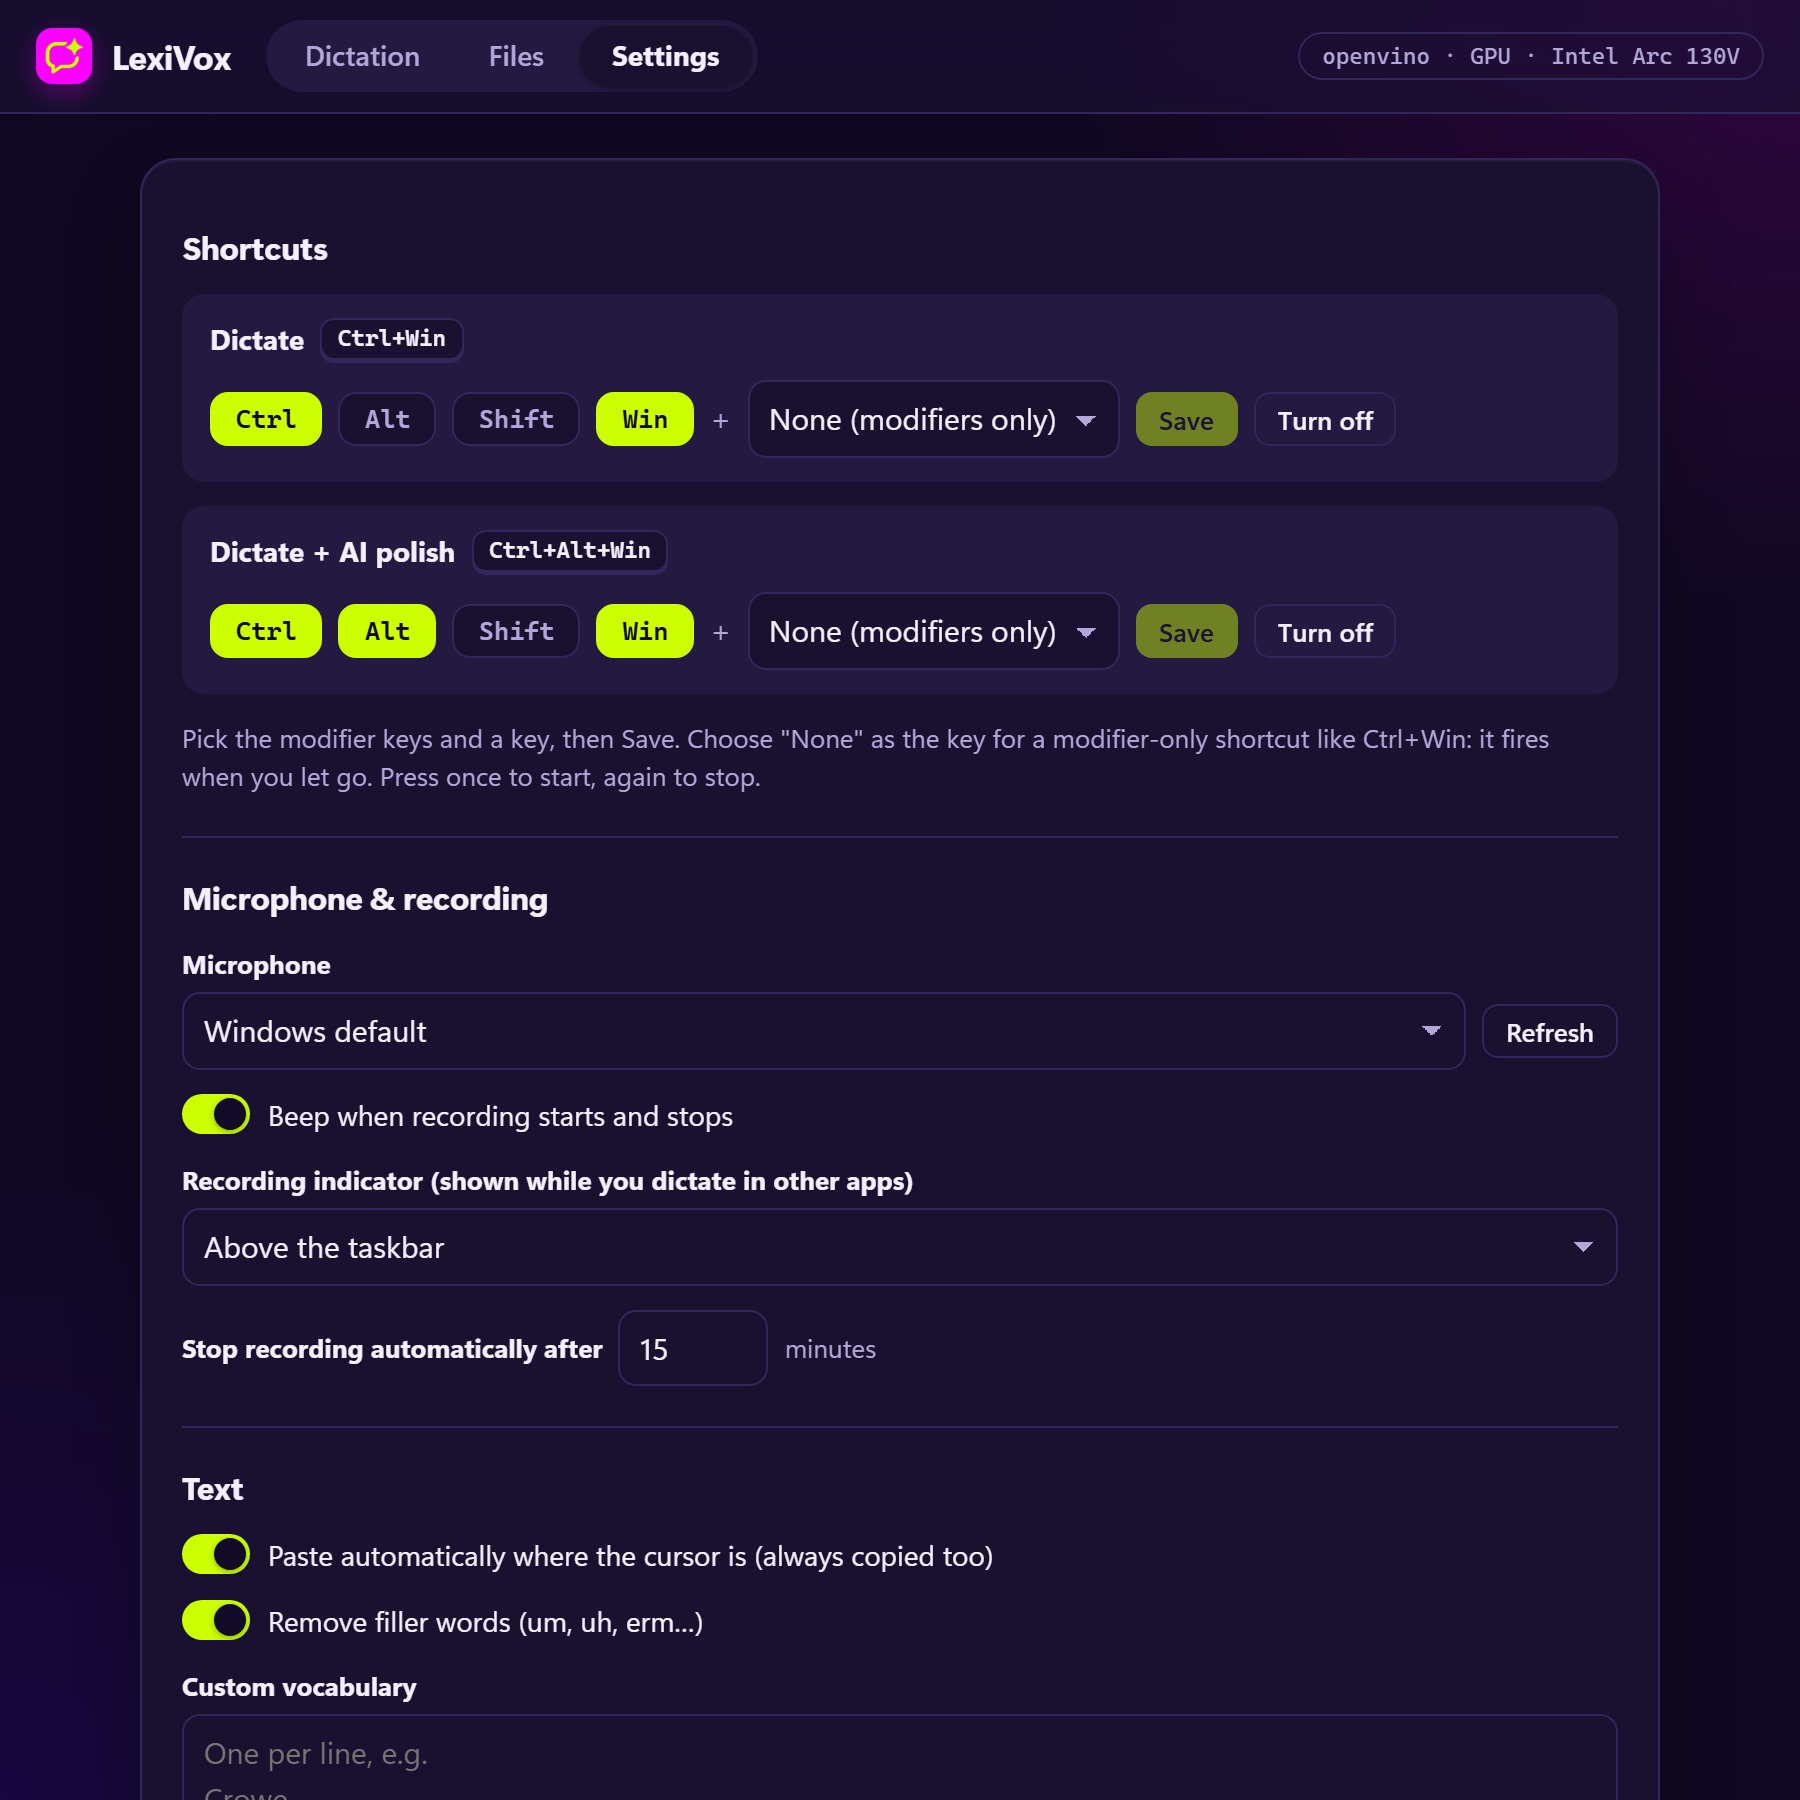 LexiVox
Dictation
Files
Settings
openvino · GPU · Intel Arc 130V
Shortcuts
Dictate Ctrl+Win
Ctrl Alt Shift Win + None (modifiers only) Save Turn off
Dictate + AI polish Ctrl+Alt+Win
Ctrl Alt Shift Win + None (modifiers only) Save Turn off
Pick the modifier keys and a key, then Save. Choose "None" as the key for a modifier-only shortcut like Ctrl+Win: it fires
when you let go. Press once to start, again to stop.
Microphone & recording
Microphone
Windows default
Refresh
Beep when recording starts and stops
Recording indicator (shown while you dictate in other apps)
Above the taskbar
Stop recording automatically after 15 minutes
Text
Paste automatically where the cursor is (always copied too)
Remove filler words (um, uh, erm...)
Custom vocabulary
One per line, e.g.
Crowe